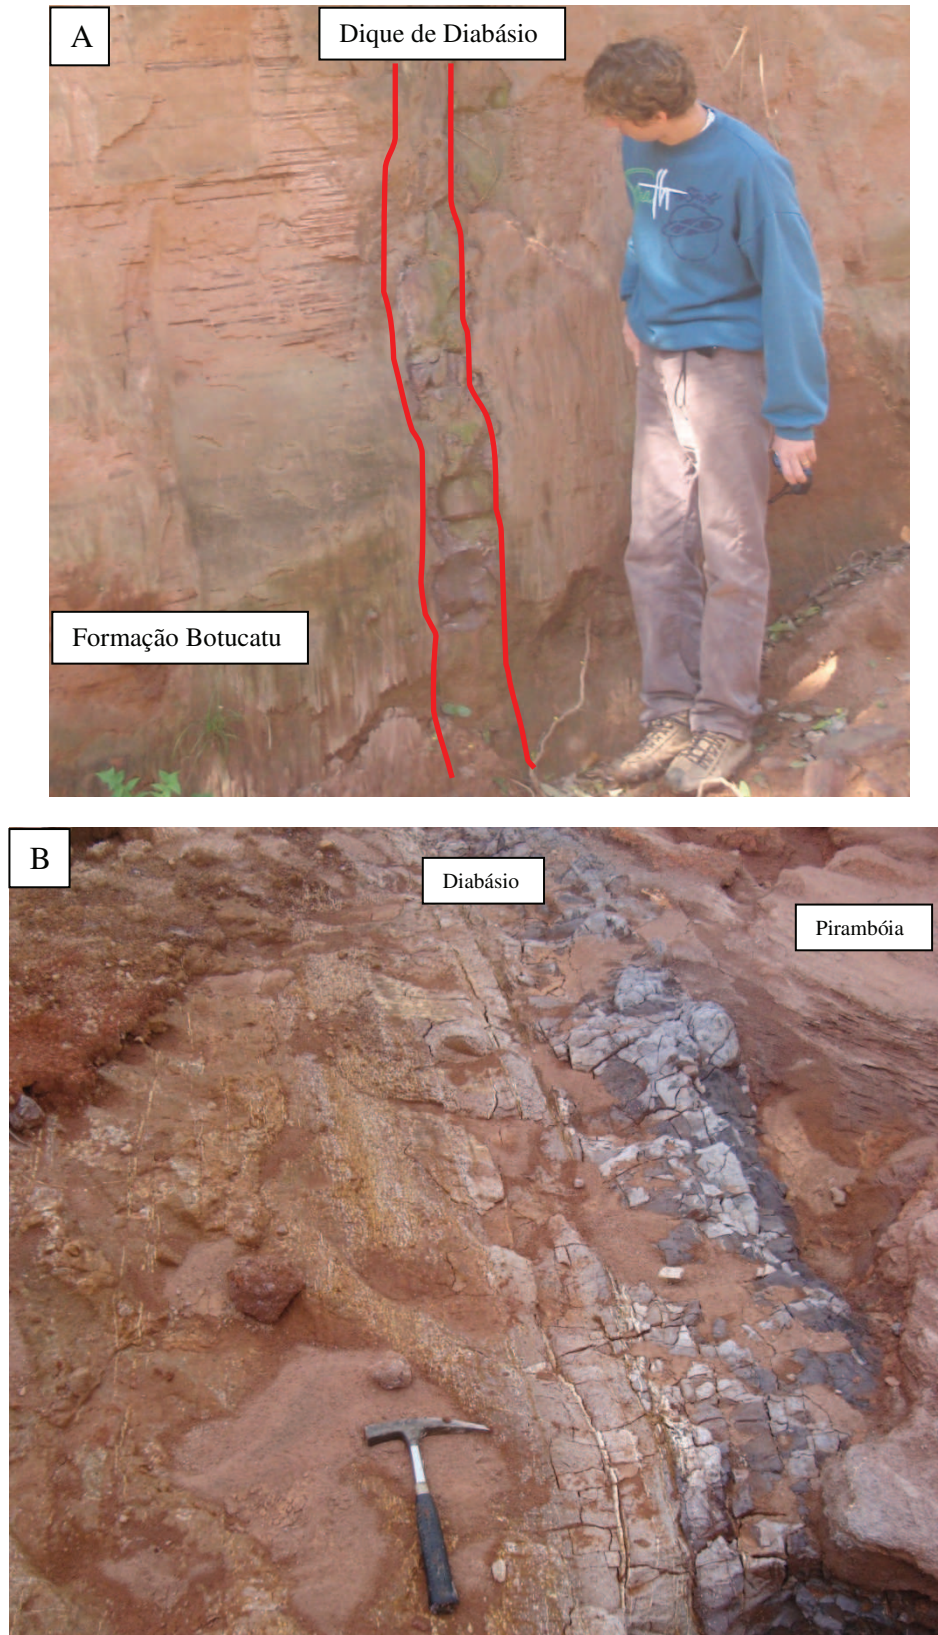 A
Dique de Diabásio
Formação Botucatu
B
Diabásio
Pirambóia